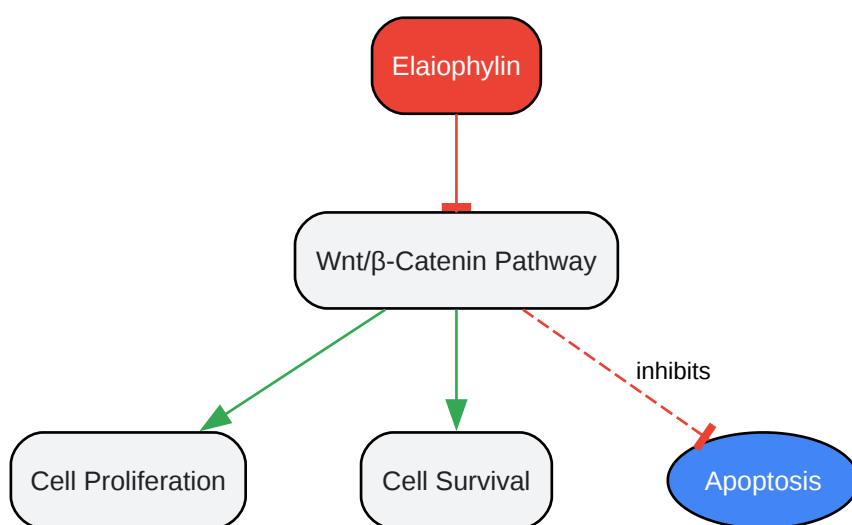 Elaiophylin
Wnt/β-Catenin Pathway
inhibits
Cell Proliferation
Cell Survival
Apoptosis